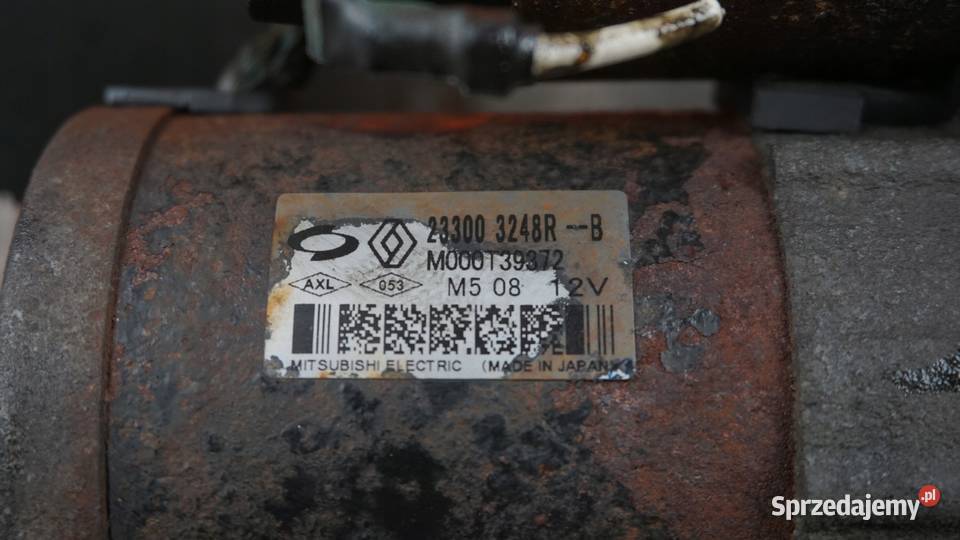 23300 3248R -- B
M000T39372
AXL 053 M5 08 12V
MITSUBISHI ELECTRIC (MADE IN JAPAN)
Sprzedajemy.pl